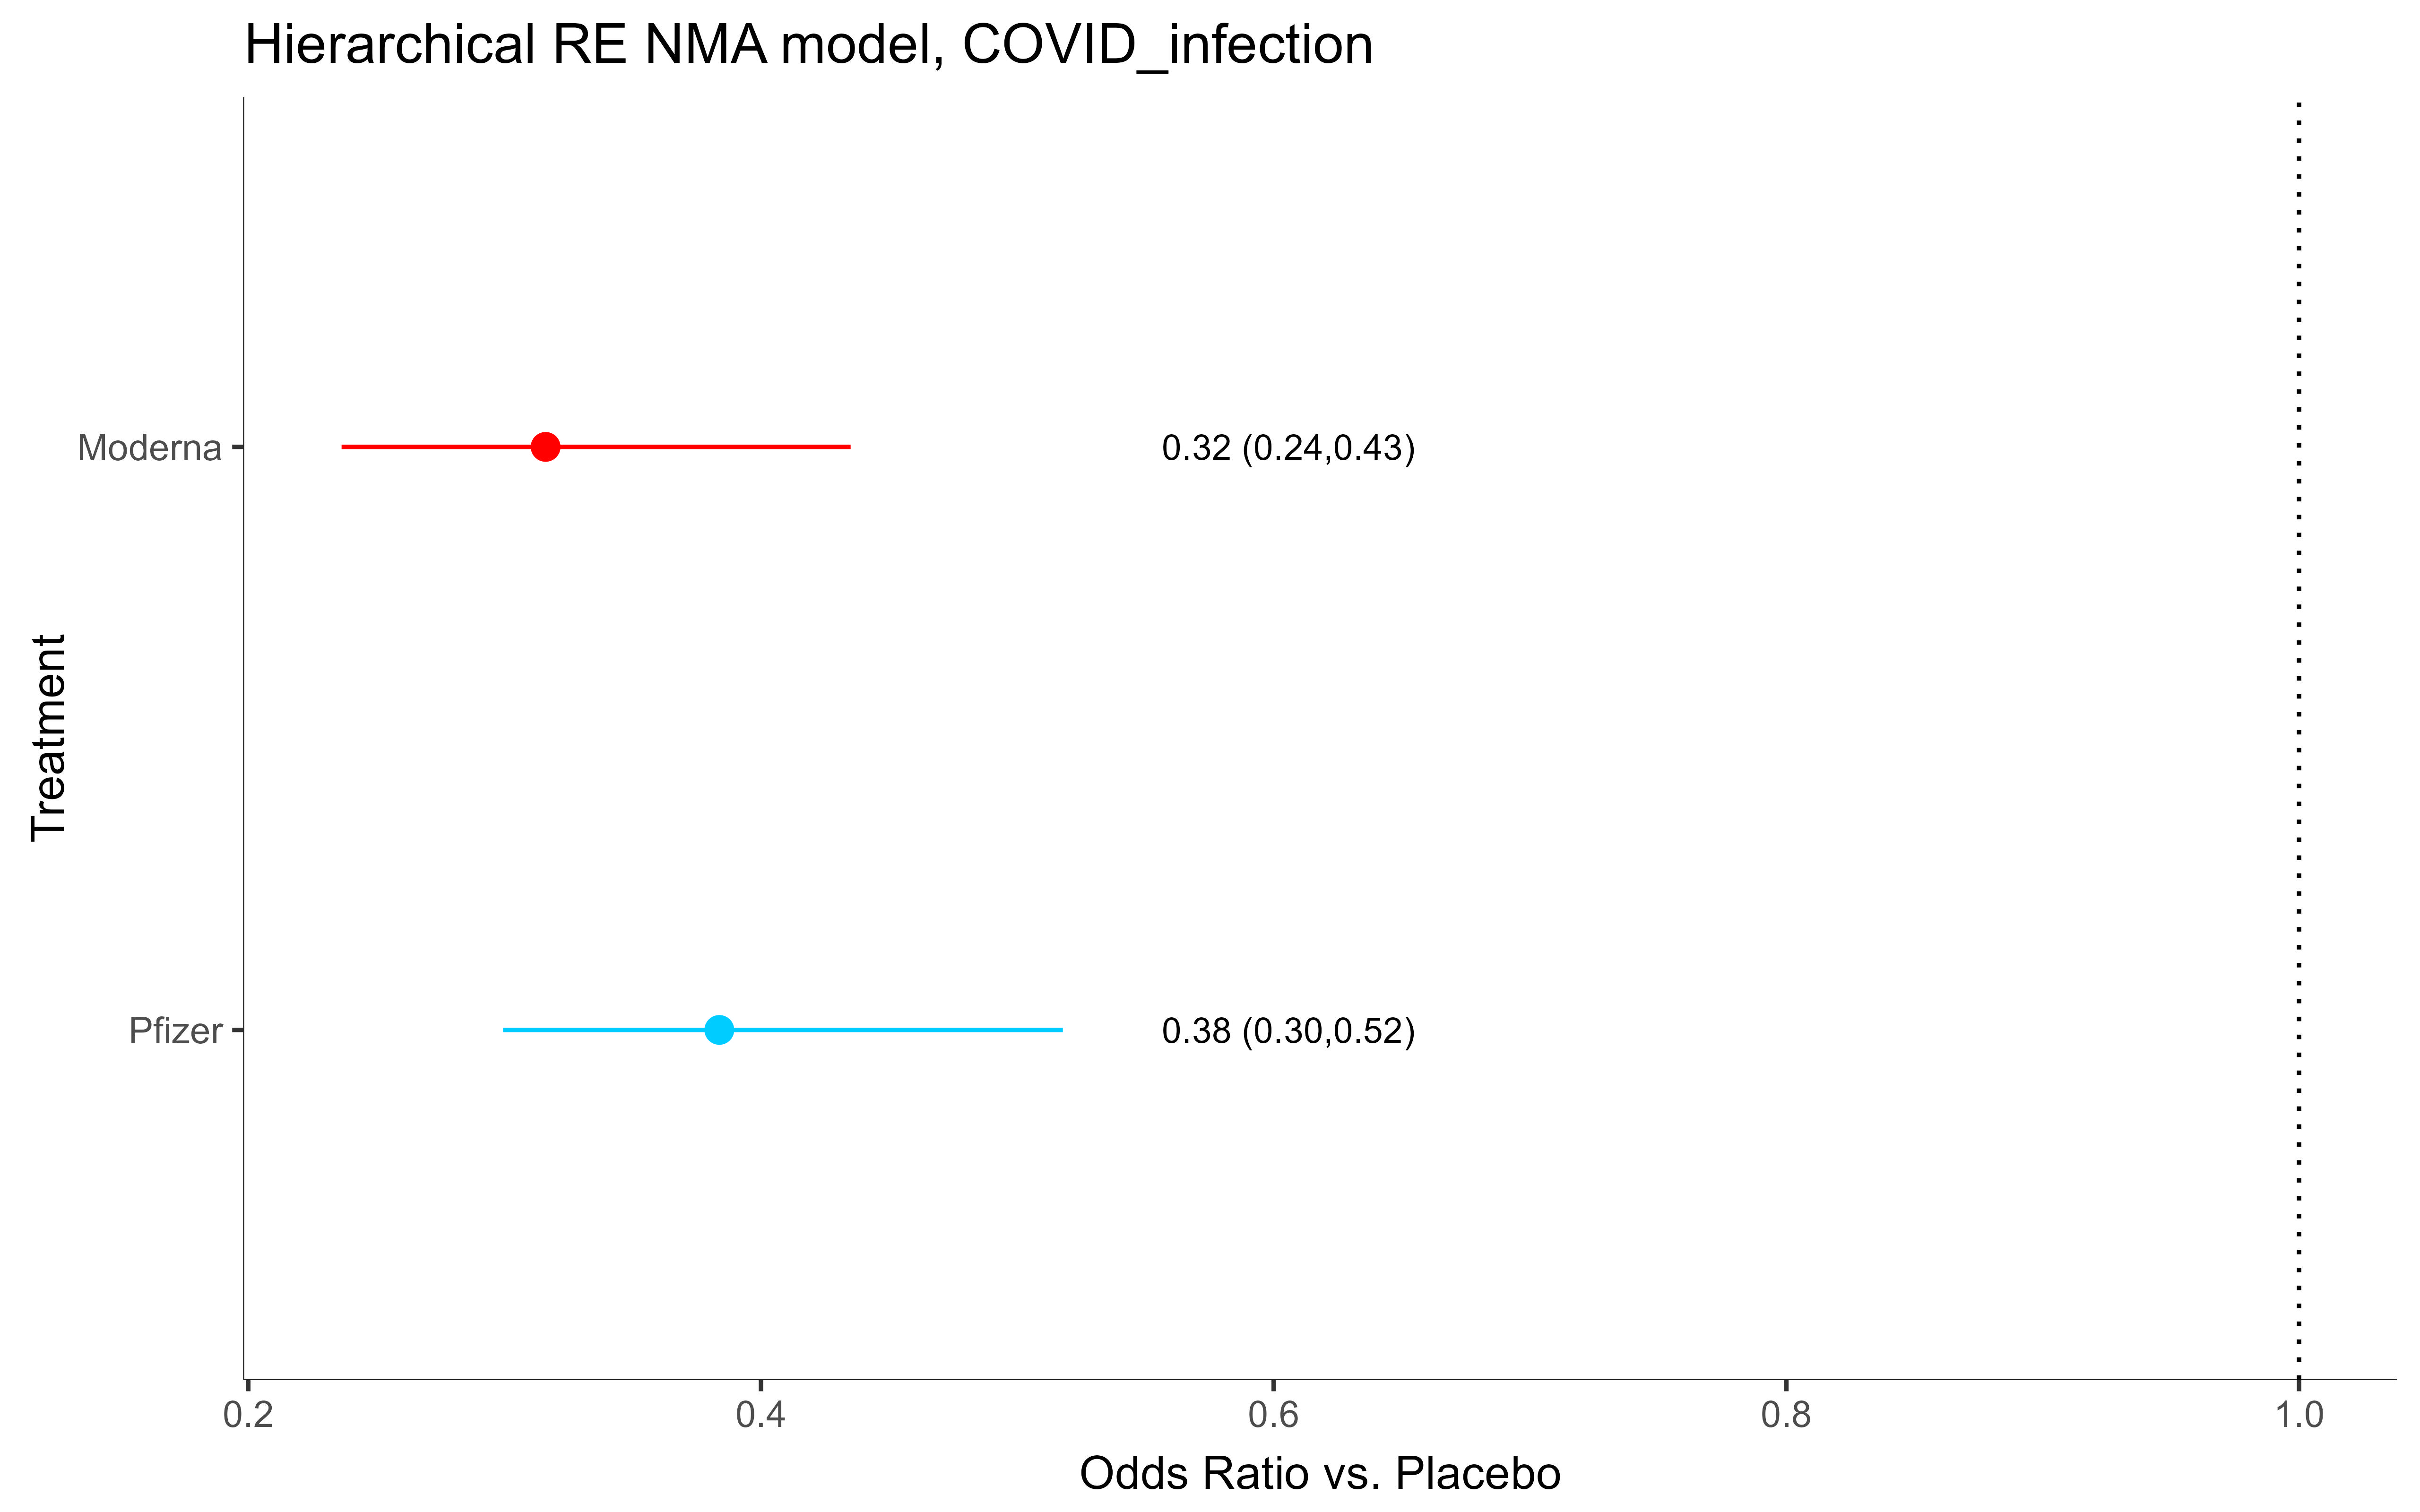 Hierarchical RE NMA model, COVID_infection
Treatment
Moderna
0.32 (0.24,0.43)
Pfizer
0.38 (0.30,0.52)
0.2 0.4 0.6 0.8 1.0
Odds Ratio vs. Placebo